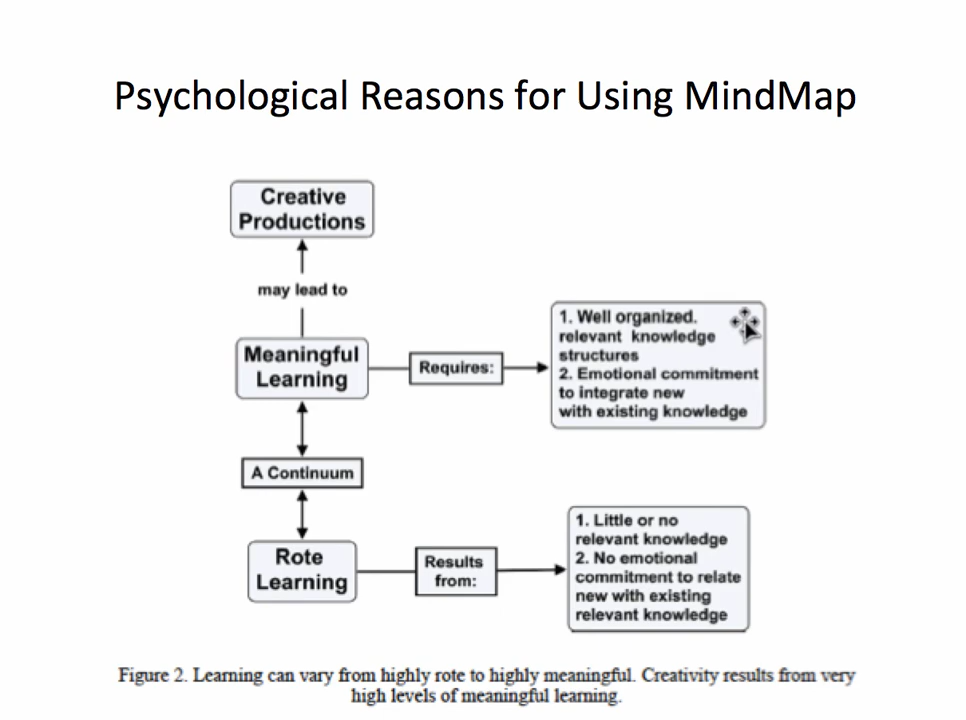 Psychological Reasons for Using MindMap
Creative
Productions
may lead to
Meaningful
Learning
Requires:
1. Well organized.
relevant knowledge
structures
2. Emotional commitment
to integrate new
with existing knowledge
A Continuum
Rote
Learning
Results
from:
1. Little or no
relevant knowledge
2. No emotional
commitment to relate
new with existing
relevant knowledge
Figure 2. Learning can vary from highly rote to highly meaningful. Creativity results from very
high levels of meaningful learning.